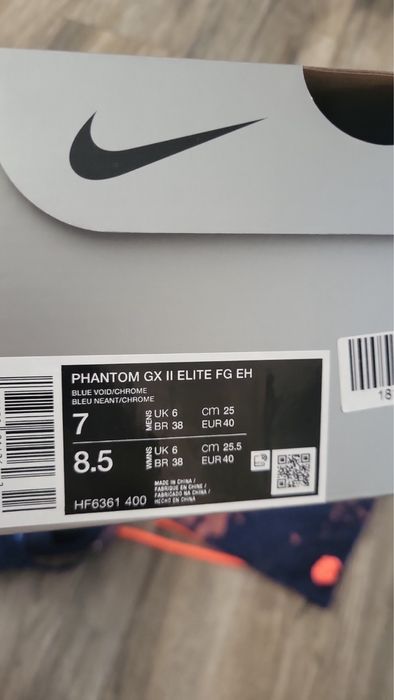 PHANTOM GX II ELITE FG EH
BLUE VOID/CHROME
BLEU NEANT/CHROME
7 MENS UK 6 cm 25
BR 38 EUR 40
8.5 WMNS UK 6 cm 25.5
BR 38 EUR 40
HF6361 400
MADE IN CHINA /
FABRIQUE EN CHINE /
FABRICADO NA CHINA /
HECHO EN CHINA
18